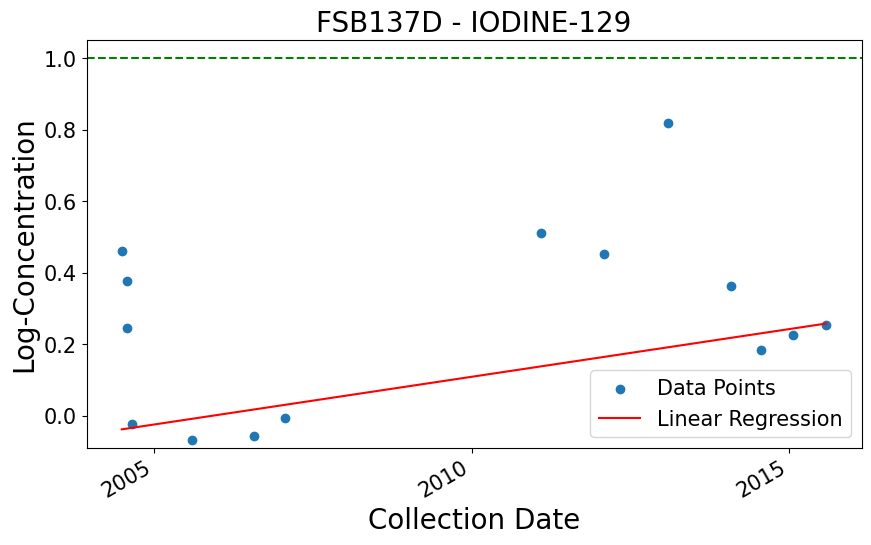 FSB137D - IODINE-129
Log-Concentration
1.0
0.8
0.6
0.4
0.2
0.0
Data Points
Linear Regression
2005
2010
2015
Collection Date